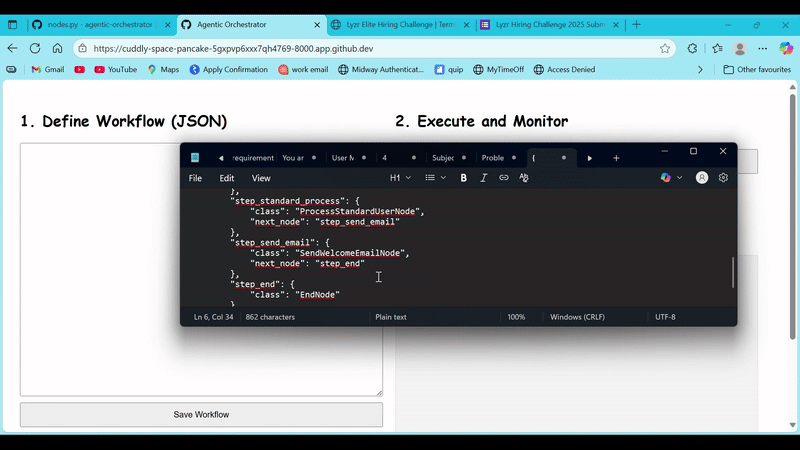 nodes.py - agentic-orchestrator
Agentic Orchestrator
Lyzr Elite Hiring Challenge | Term
Lyzr Hiring Challenge 2025 Subm
https://cuddly-space-pancake-5gxpvp6xxx7qh4769-8000.app.github.dev
Gmail
YouTube
Maps
Apply Confirmation
work email
Midway Authenticat...
quip
MyTimeOff
Access Denied
Other favourites
1. Define Workflow (JSON)
2. Execute and Monitor
requirement
You ar
User M
4
Subjec
Proble
{
File Edit View
H1
B I
},
"step_standard_process": {
"class": "ProcessStandardUserNode",
"next_node": "step_send_email"
},
"step_send_email": {
"class": "SendWelcomeEmailNode",
"next_node": "step_end"
},
"step_end": {
"class": "EndNode"
}
Ln 6, Col 34 862 characters Plain text 100% Windows (CRLF) UTF-8
Save Workflow